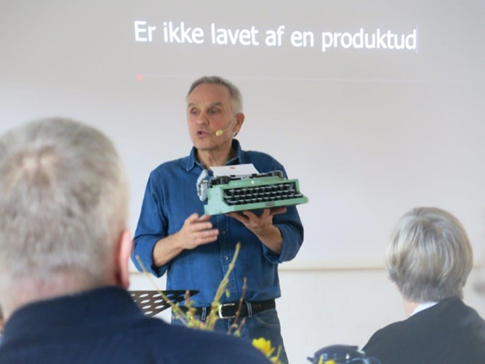 Er ikke lavet af en produktud